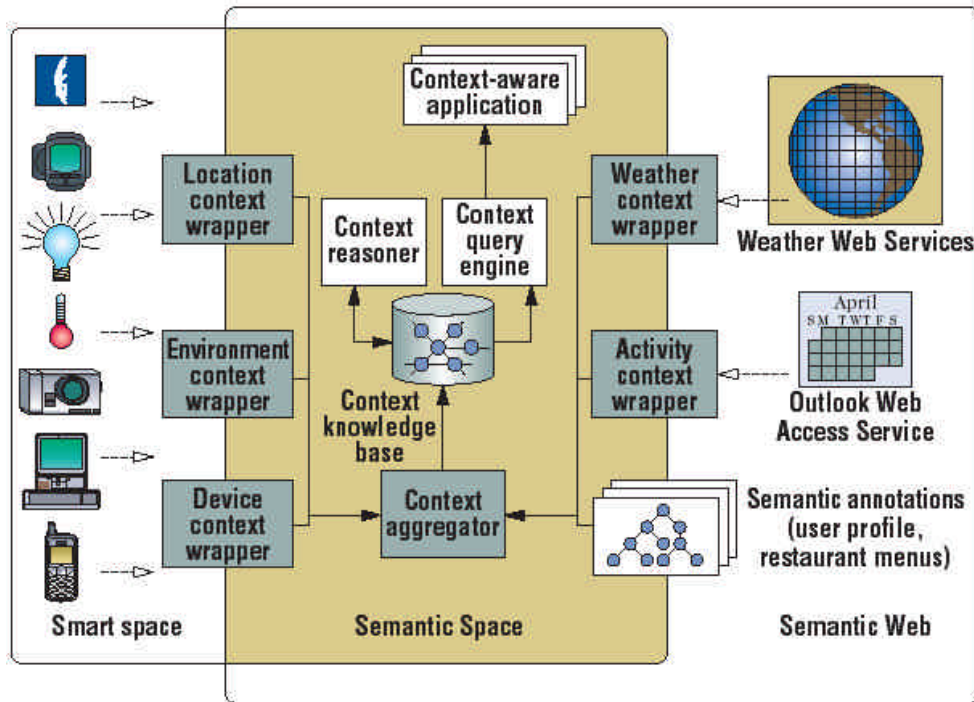 Context-aware
application
Location
context
wrapper
Weather
context
wrapper
Context
reasoner
Context
query
engine
Weather Web Services
April
S M T W T F S
Environment
context
wrapper
Activity
context
wrapper
Context
knowledge
base
Outlook Web
Access Service
Device
context
wrapper
Context
aggregator
Semantic annotations
(user profile,
restaurant menus)
Smart space
Semantic Space
Semantic Web